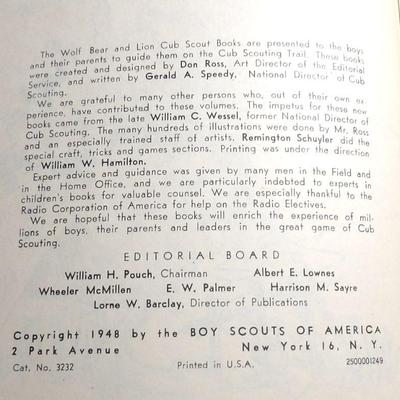 The Wolf Bear and Lion Cub Scout Books are presented to the boys
and their parents to guide them on the Cub Scouting Trail. These books
were created and designed by Don Ross, Art Director of the Editorial
Service, and written by Gerald A. Speedy, National Director of Cub
Scouting.
We are grateful to many other persons who, out of their own ex
perience, have contributed to these volumes. The impetus for these new
books came from the late William C. Wessel, former National Director of
Cub Scouting. The many hundreds of illustrations were done by Mr. Ross
and an especially trained staff of artists. Remington Schuyler did the
special craft, tricks and games sections. Printing was under the direction
of William W. Hamilton.
Expert advice and guidance was given by many men in the Field and
in the Home Office, and we are particularly indebted to experts in
children's books for valuable counsel. We are especially thankful to the
Radio Corporation of America for help on the Radio Electives.
We are hopeful that these books will enrich the experience of mil-
lions of boys, their parents and leaders in the great game of Cub
Scouting.
EDITORIAL BOARD
William H. Pouch, Chairman Albert E. Lownes
Wheeler McMillen E. W. Palmer Harrison M. Sayre
Lorne W. Barclay, Director of Publications
Copyright 1948 by the BOY SCOUTS OF AMERICA
2 Park Avenue New York 16, N. Y.
Cat. No. 3232 Printed in U.S.A. 2500001249